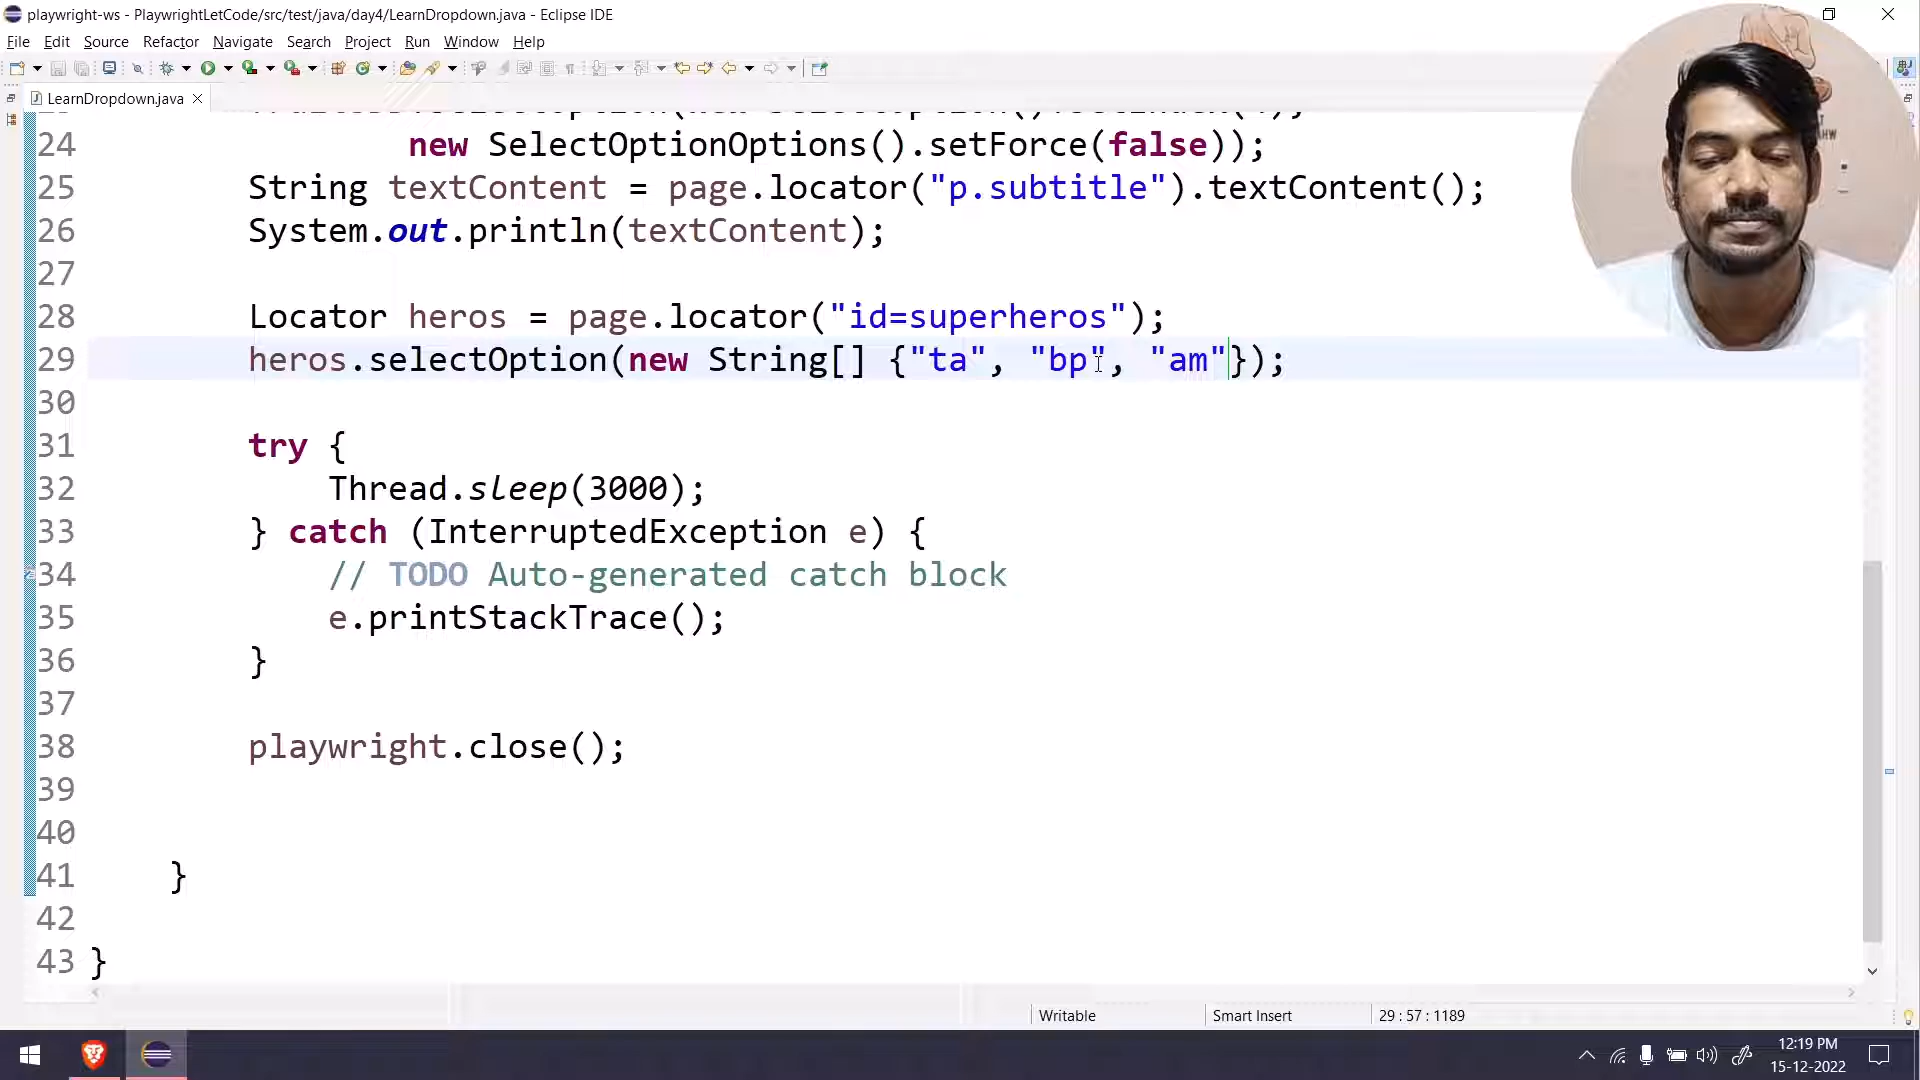 playwright-ws - PlaywrightLetCode/src/test/java/day4/LearnDropdown.java - Eclipse IDE
File Edit Source Refactor Navigate Search Project Run Window Help
LearnDropdown.java
24 new SelectOptionOptions().setForce(false));
25 String textContent = page.locator("p.subtitle").textContent();
26 System.out.println(textContent);
27
28 Locator heros = page.locator("id=superheros");
29 heros.selectOption(new String[] {"ta", "bp", "am"});
30
31 try {
32 Thread.sleep(3000);
33 } catch (InterruptedException e) {
34 // TODO Auto-generated catch block
35 e.printStackTrace();
36 }
37
38 playwright.close();
39
40
41 }
42
43 }
Writable Smart Insert 29 : 57 : 1189
12:19 PM
15-12-2022